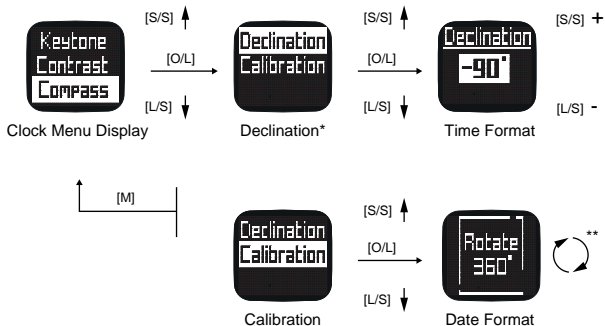 [S/S]
[S/S]
[S/S] +
Keytone
Contrast
Compass
[O/L]
Declination
Calibration
[O/L]
Declination
-90°
[L/S]
[L/S]
[L/S] -
Clock Menu Display
Declination*
Time Format
[M]
[S/S]
Declination
Calibration
[O/L]
Rotate
360°
**
[L/S]
Calibration
Date Format